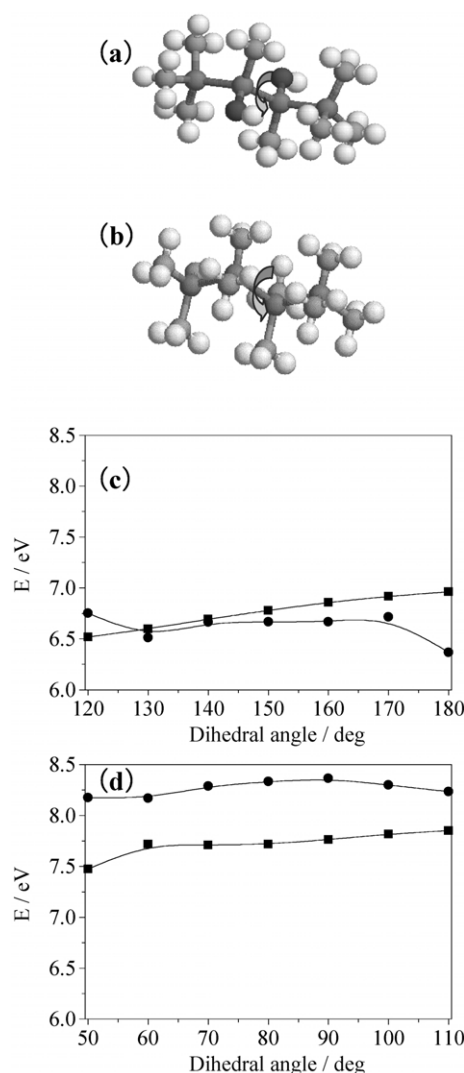 (a)
(b)
(c)
8.5
8.0
7.5
7.0
6.5
6.0
E / eV
120 130 140 150 160 170 180
Dihedral angle / deg
(d)
8.5
8.0
7.5
7.0
6.5
6.0
E / eV
50 60 70 80 90 100 110
Dihedral angle / deg